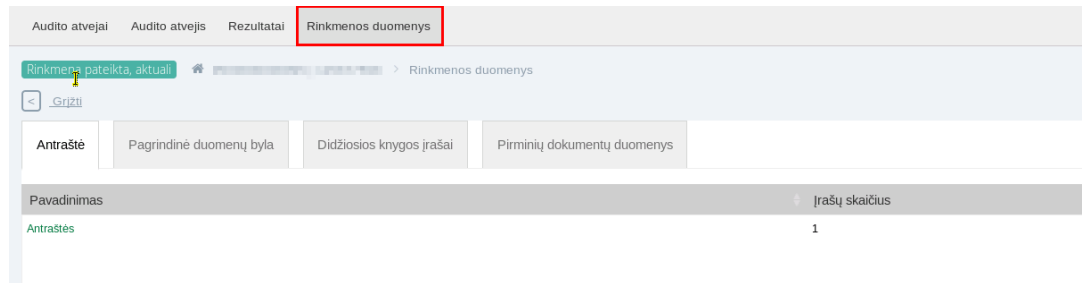 Audito atvejai Audito atvejis Rezultatai Rinkmenos duomenys
Rinkmena pateikta, aktuali > Rinkmenos duomenys
< Grįžti
Antraštė Pagrindinė duomenų byla Didžiosios knygos įrašai Pirminių dokumentų duomenys
Pavadinimas Įrašų skaičius
Antraštės 1